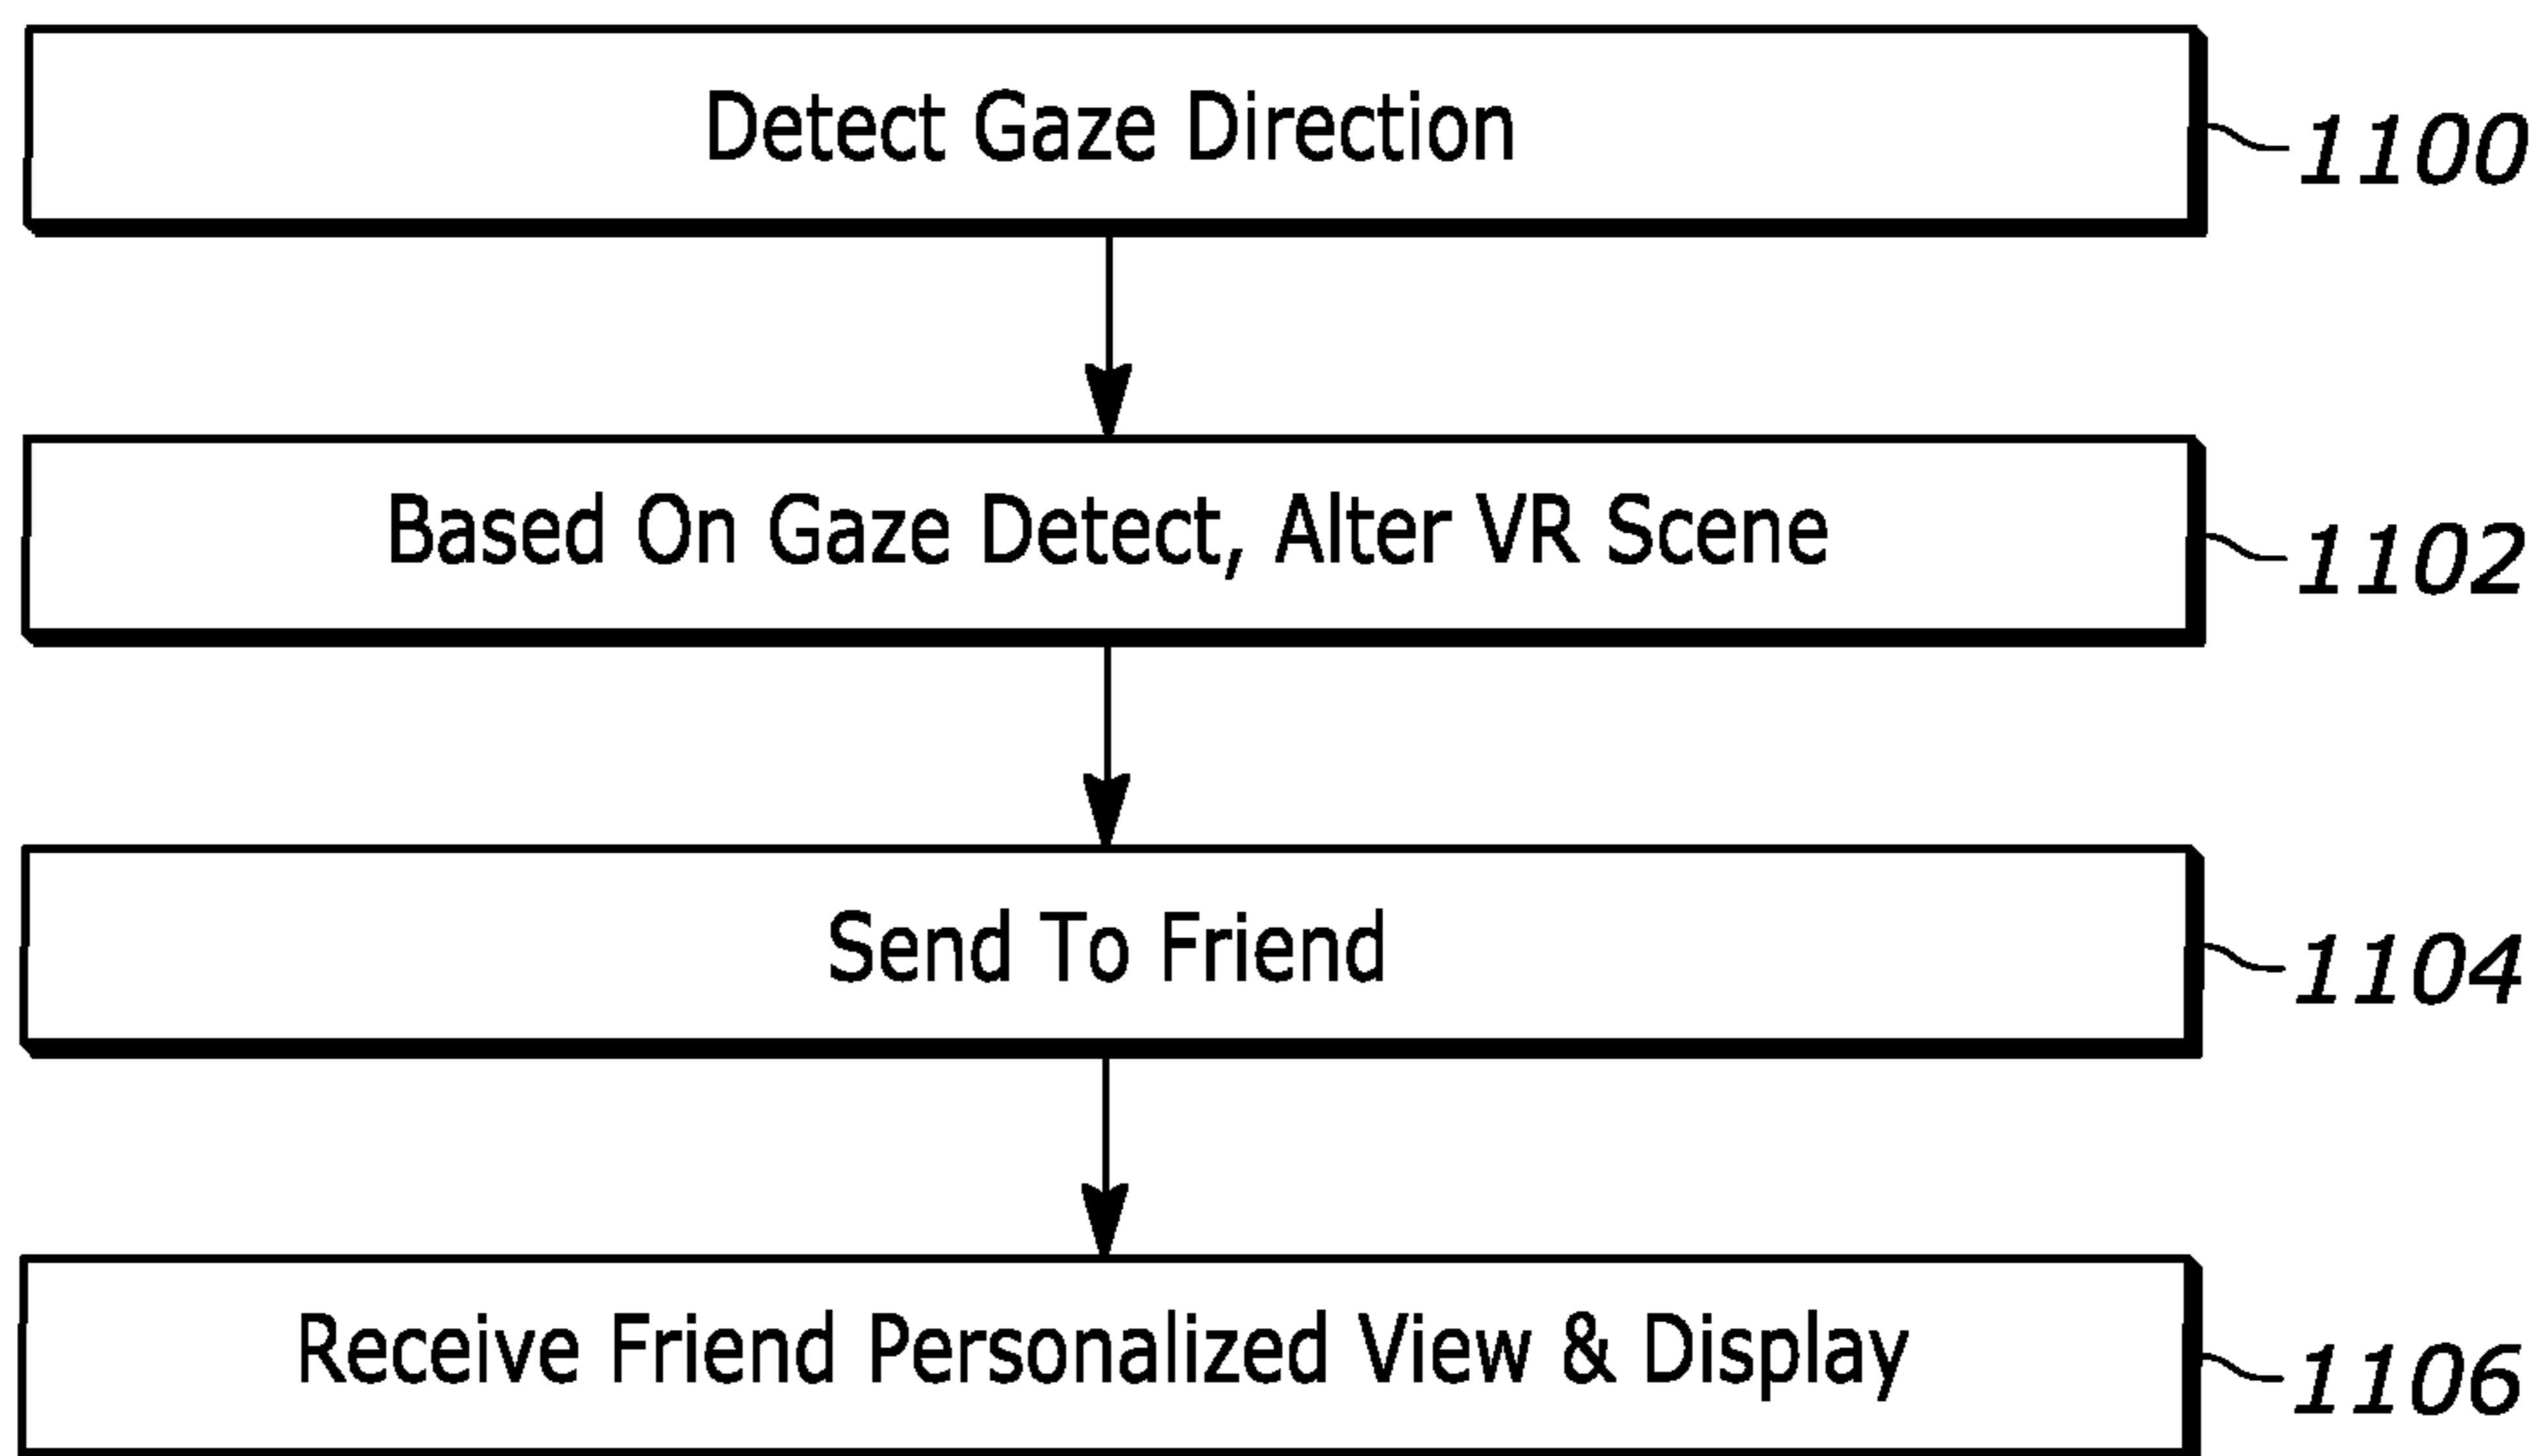 Detect Gaze Direction
1100
Based On Gaze Detect, Alter VR Scene
1102
Send To Friend
1104
Receive Friend Personalized View & Display
1106